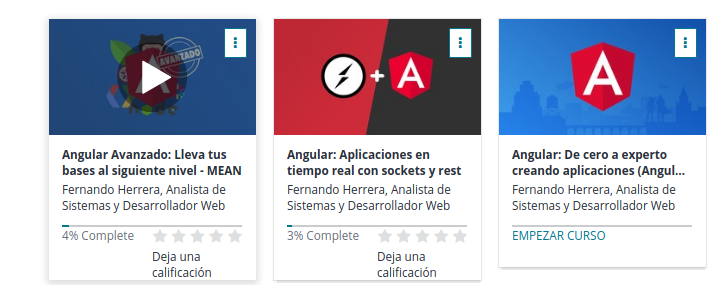 AVANZADO
Angular Avanzado: Lleva tus
bases al siguiente nivel - MEAN
Fernando Herrera, Analista de
Sistemas y Desarrollador Web
4% Complete
Deja una
calificación
+ A
Angular: Aplicaciones en
tiempo real con sockets y rest
Fernando Herrera, Analista de
Sistemas y Desarrollador Web
3% Complete
Deja una
calificación
A
Angular: De cero a experto
creando aplicaciones (Angul...
Fernando Herrera, Analista de
Sistemas y Desarrollador Web
EMPEZAR CURSO